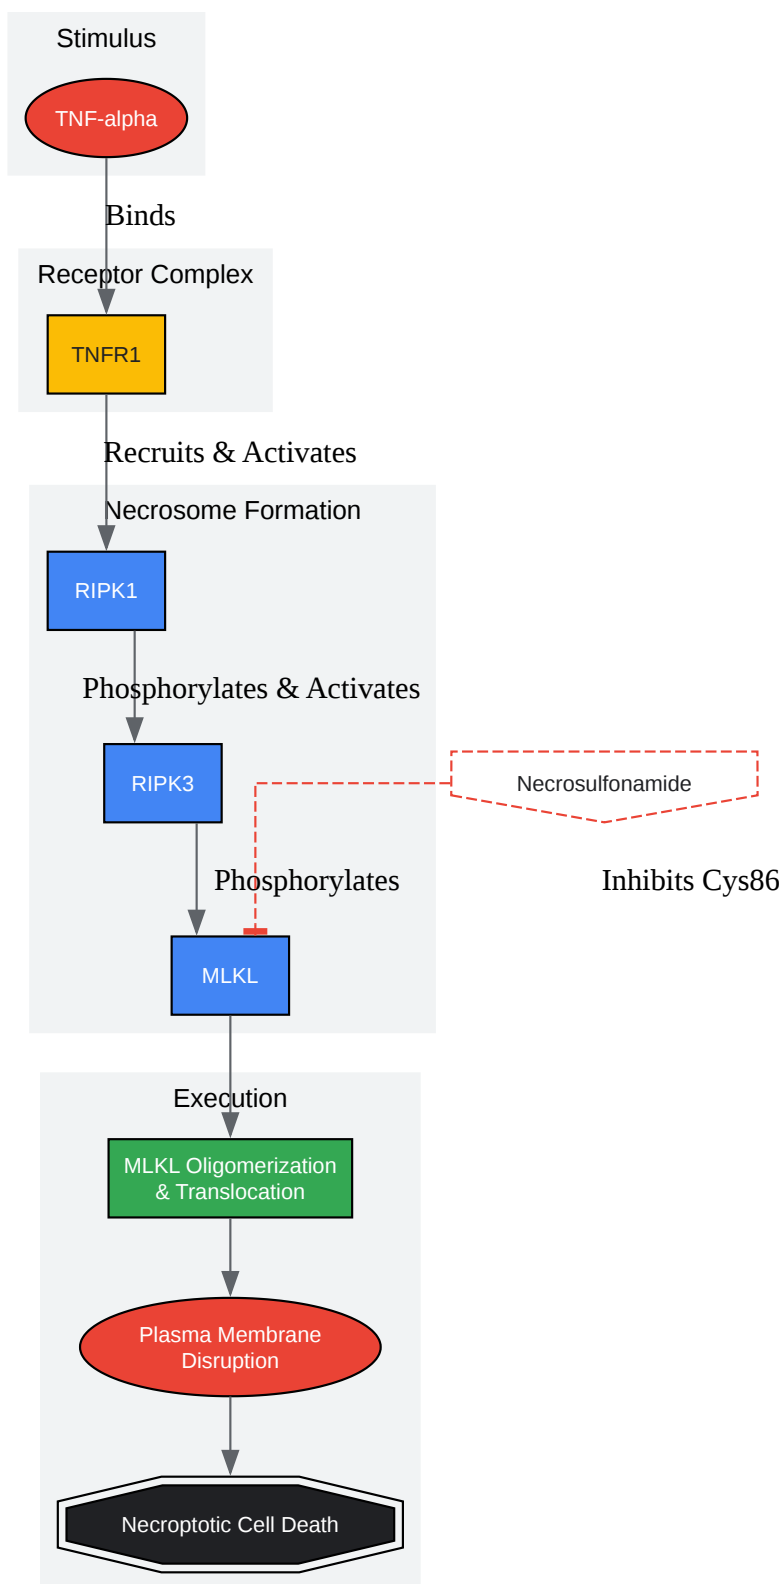 Stimulus
TNF-alpha
Binds
Receptor Complex
TNFR1
Recruits & Activates
Necrosome Formation
RIPK1
Phosphorylates & Activates
RIPK3
Necrosulfonamide
Phosphorylates
Inhibits Cys86
MLKL
Execution
MLKL Oligomerization
& Translocation
Plasma Membrane
Disruption
Necroptotic Cell Death